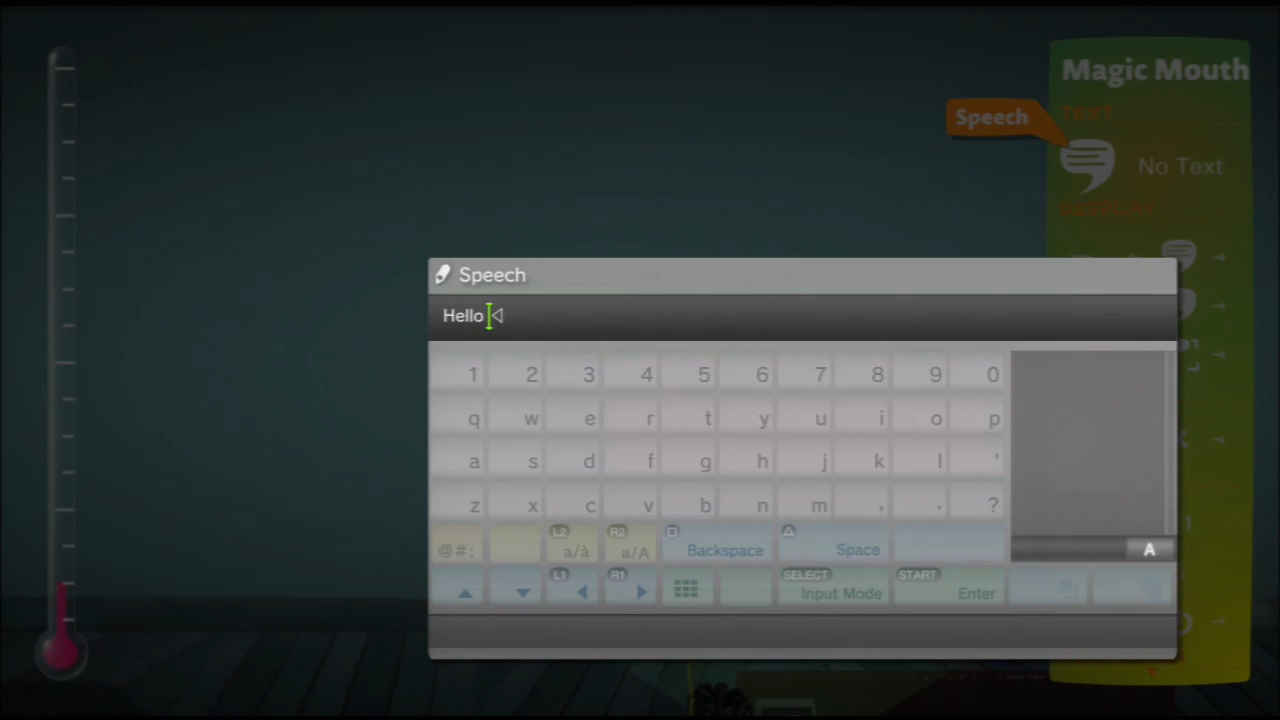 Magic Mouth
TEXT
Speech
No Text
Speech
Hello
1 2 3 4 5 6 7 8 9 0
q w e r t y u i o p
a s d f g h j k l '
z x c v b n m , . ?
@#: L2 a/à R2 a/A Backspace Space
A
L1 R1 SELECT Input Mode START Enter